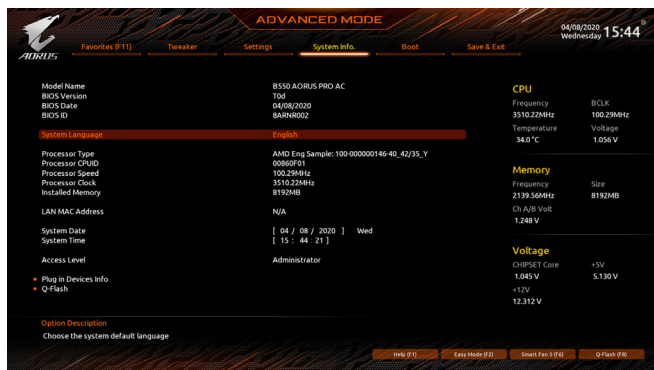 ADVANCED MODE
04/08/2020
Wednesday 15:44
AORUS
Favorites (F11) Tweaker Settings System Info. Boot Save & Exit
Model Name B550 AORUS PRO AC
BIOS Version T0d
BIOS Date 04/08/2020
BIOS ID 8ARNR002
System Language English
Processor Type AMD Eng Sample: 100-000000146-40_42/35_Y
Processor CPUID 00860F01
Processor Speed 100.29MHz
Processor Clock 3510.22MHz
Installed Memory 8192MB
LAN MAC Address N/A
System Date [ 04 / 08 / 2020 ] Wed
System Time [ 15 : 44 : 21 ]
Access Level Administrator
Plug in Devices Info
Q-Flash
Option Description
Choose the system default language
CPU
Frequency BCLK
3510.22MHz 100.29MHz
Temperature Voltage
34.0 °C 1.056 V
Memory
Frequency Size
2139.56MHz 8192MB
Ch A/B Volt
1.248 V
Voltage
CHIPSET Core +5V
1.045 V 5.130 V
+12V
12.312 V
Help (F1) Easy Mode (F2) Smart Fan 5 (F6) Q-Flash (F8)